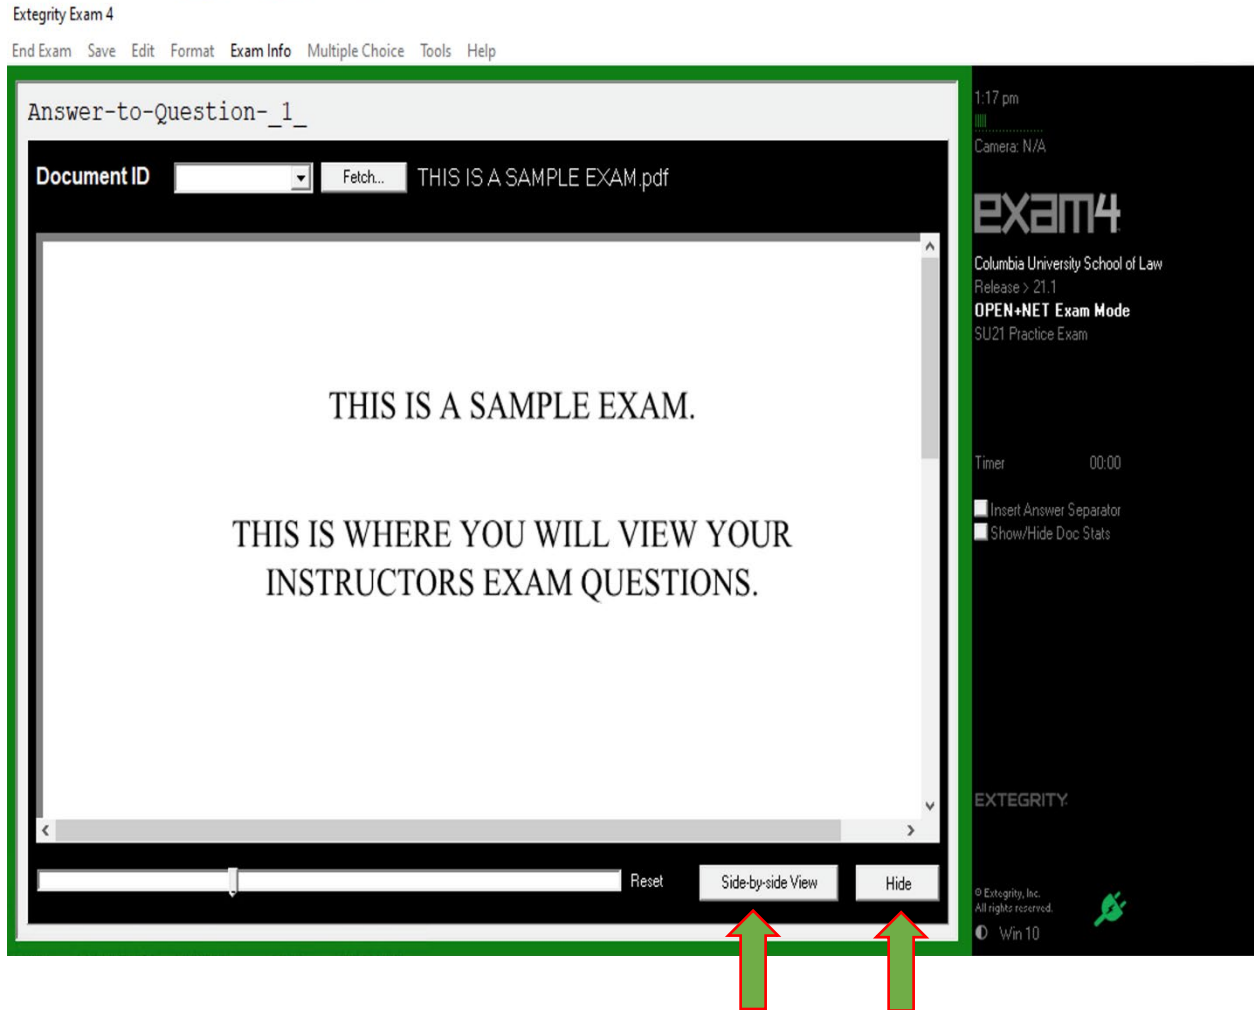 Extegrity Exam 4
End Exam Save Edit Format Exam Info Multiple Choice Tools Help
Answer-to-Question-_1_
Document ID Fetch... THIS IS A SAMPLE EXAM.pdf
THIS IS A SAMPLE EXAM.
THIS IS WHERE YOU WILL VIEW YOUR
INSTRUCTORS EXAM QUESTIONS.
Reset Side-by-side View Hide
1:17 pm
Camera: N/A
exam4
Columbia University School of Law
Release > 21.1
OPEN+NET Exam Mode
SU21 Practice Exam
Timer 00:00
Insert Answer Separator
Show/Hide Doc Stats
EXTEGRITY
© Extegrity, Inc.
All rights reserved.
Win 10